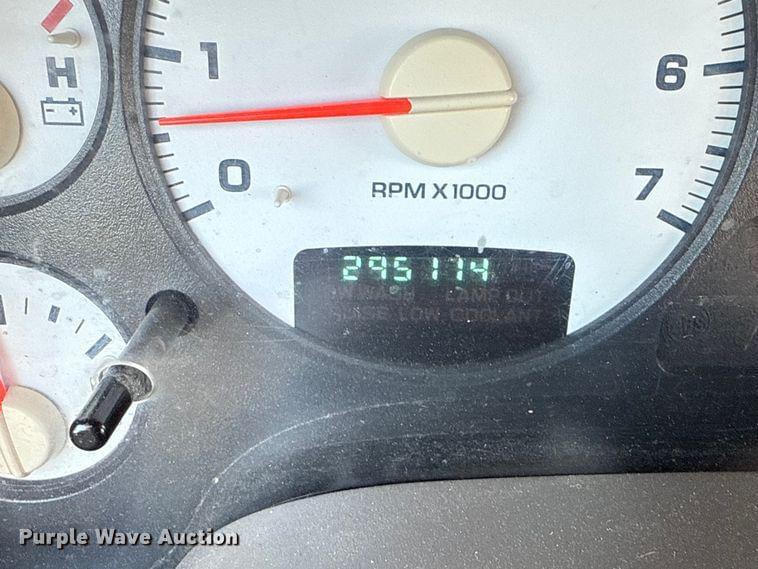 H
- +
1
6
0
7
RPM X1000
295174
LAMP OUT
LOW COOLANT
Purple Wave Auction